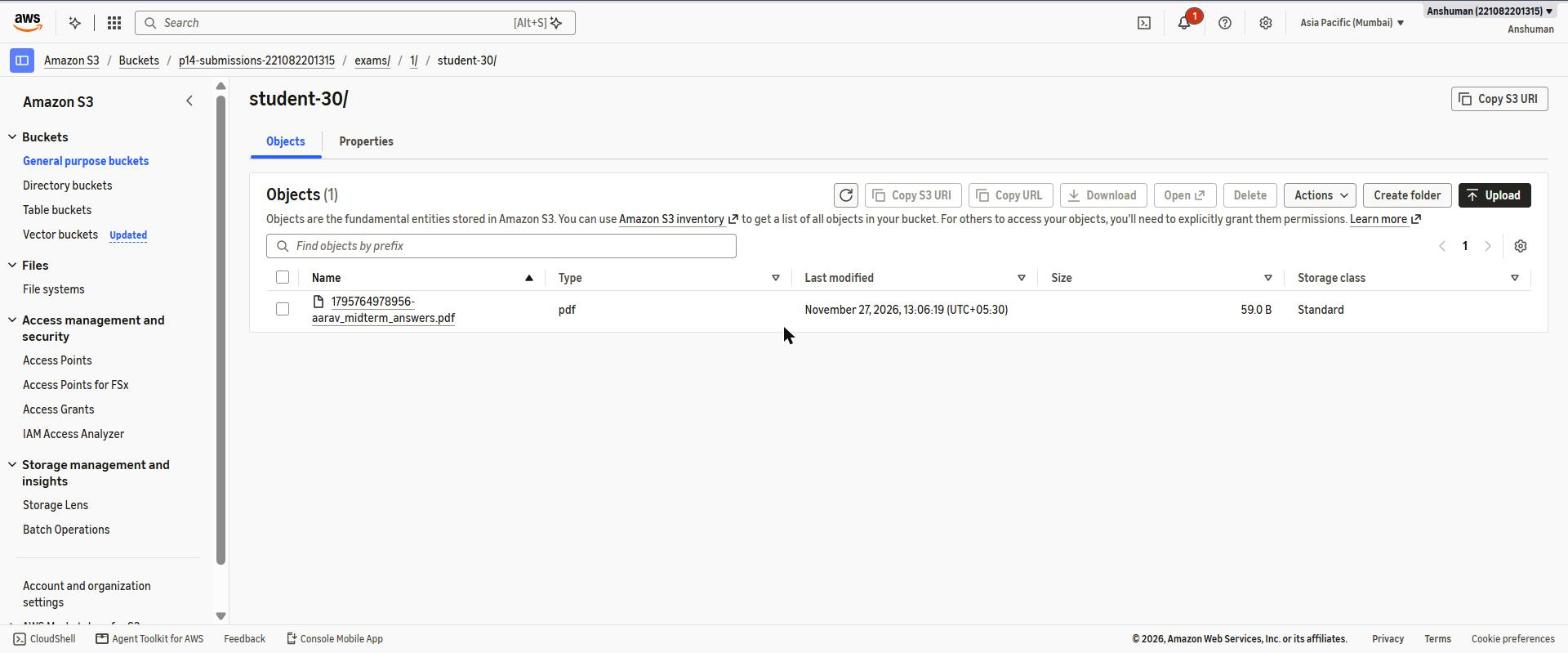 aws
Search
[Alt+S]
1
Asia Pacific (Mumbai)
Anshuman (221082201315)
Anshuman
Amazon S3 / Buckets / p14-submissions-221082201315 / exams/ / 1/ / student-30/
Amazon S3
Buckets
General purpose buckets
Directory buckets
Table buckets
Vector buckets Updated
Files
File systems
Access management and
security
Access Points
Access Points for FSx
Access Grants
IAM Access Analyzer
Storage management and
insights
Storage Lens
Batch Operations
Account and organization
settings
student-30/
Copy S3 URI
Objects
Properties
Objects (1)
Copy S3 URI
Copy URL
Download
Open
Delete
Actions
Create folder
Upload
Objects are the fundamental entities stored in Amazon S3. You can use Amazon S3 inventory to get a list of all objects in your bucket. For others to access your objects, you'll need to explicitly grant them permissions. Learn more
Find objects by prefix
1
Name Type Last modified Size Storage class
1795764978956-
aarav_midterm_answers.pdf
pdf
November 27, 2026, 13:06:19 (UTC+05:30)
59.0 B
Standard
CloudShell
Agent Toolkit for AWS
Feedback
Console Mobile App
© 2026, Amazon Web Services, Inc. or its affiliates.
Privacy
Terms
Cookie preferences